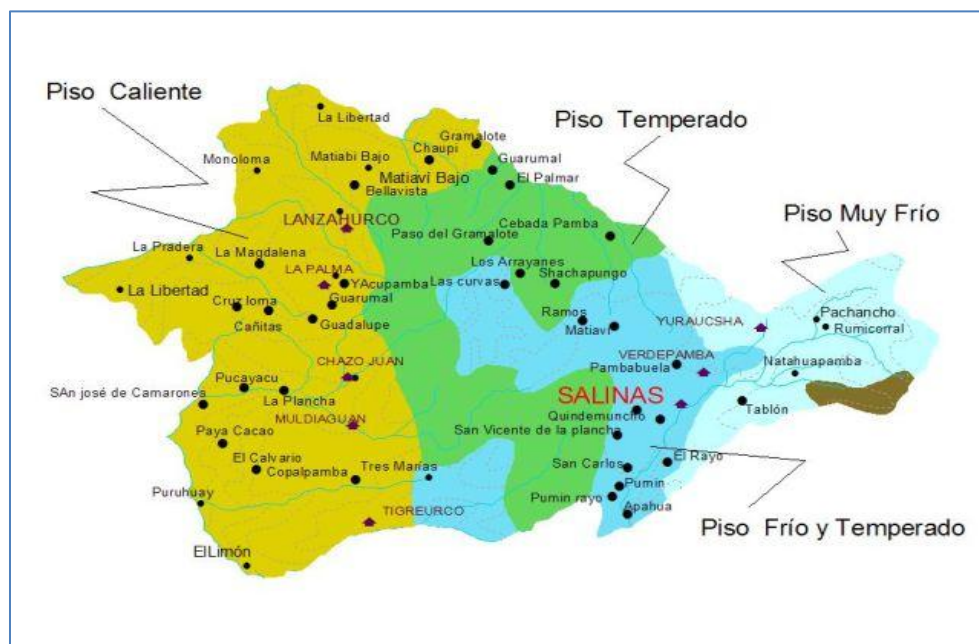 Piso Caliente
La Libertad
Piso Temperado
Gramalote
Chaupi
Monoloma
Matiabi Bajo
Guarumal
Matiaví Bajo
El Palmar
Bellavista
Piso Muy Frío
LANZAHURCO
Cebada Pamba
Paso del Gramalote
La Pradera
La Magdalena
Los Arrayanes
LA PALMA
Shachapungo
Las curvas
YAcupamba
La Libertad
Cruz loma
Guarumal
Cañitas
Guadalupe
Ramos
Matiavi
YURAUCSHA
Pachancho
Rumicorral
CHAZO JUAN
VERDEPAMBA
Pambabuela
Natahuapamba
Pucayacu
SAn josé de Camarones
La Plancha
SALINAS
Tablón
MULDIAGUAN
Quindemuncho
San Vicente de la plancha
Paya Cacao
El Calvario
Copalpamba
Tres Marías
San Carlos
El Rayo
Puruhuay
Pumin
Pumin rayo
Apahua
TIGREURCO
Piso Frío y Temperado
ElLimón